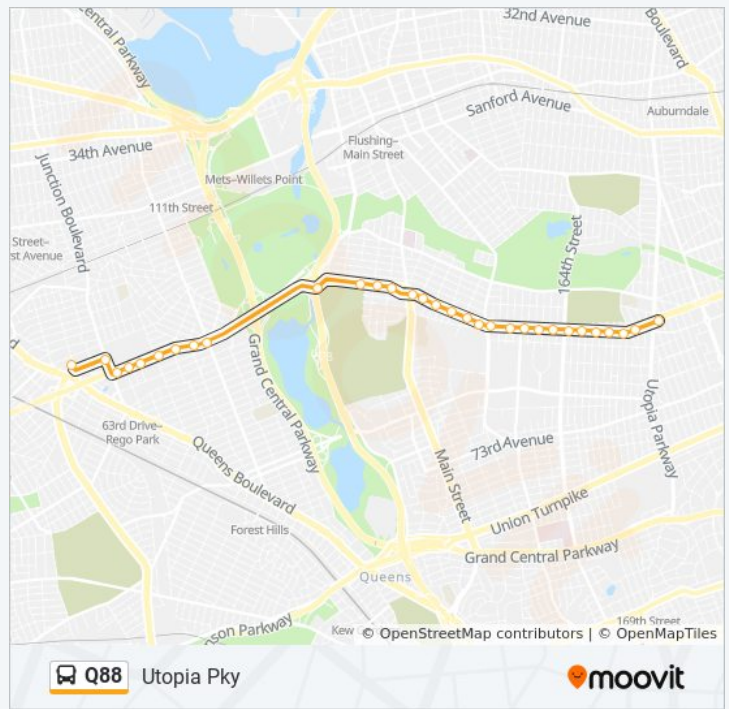 32nd Avenue
Boulevard
Central Parkway
Sanford Avenue
Auburndale
34th Avenue
Flushing–
Main Street
Junction Boulevard
Mets–Willets Point
111th Street
164th Street
Street–
st Avenue
Grand Central Parkway
63rd Drive–
Rego Park
Utopia Parkway
Queens Boulevard
73rd Avenue
Main Street
Union Turnpike
Forest Hills
Grand Central Parkway
Queens
169th Street
son Parkway
Kew
© OpenStreetMap contributors | © OpenMapTiles
Q88 Utopia Pky
moovit